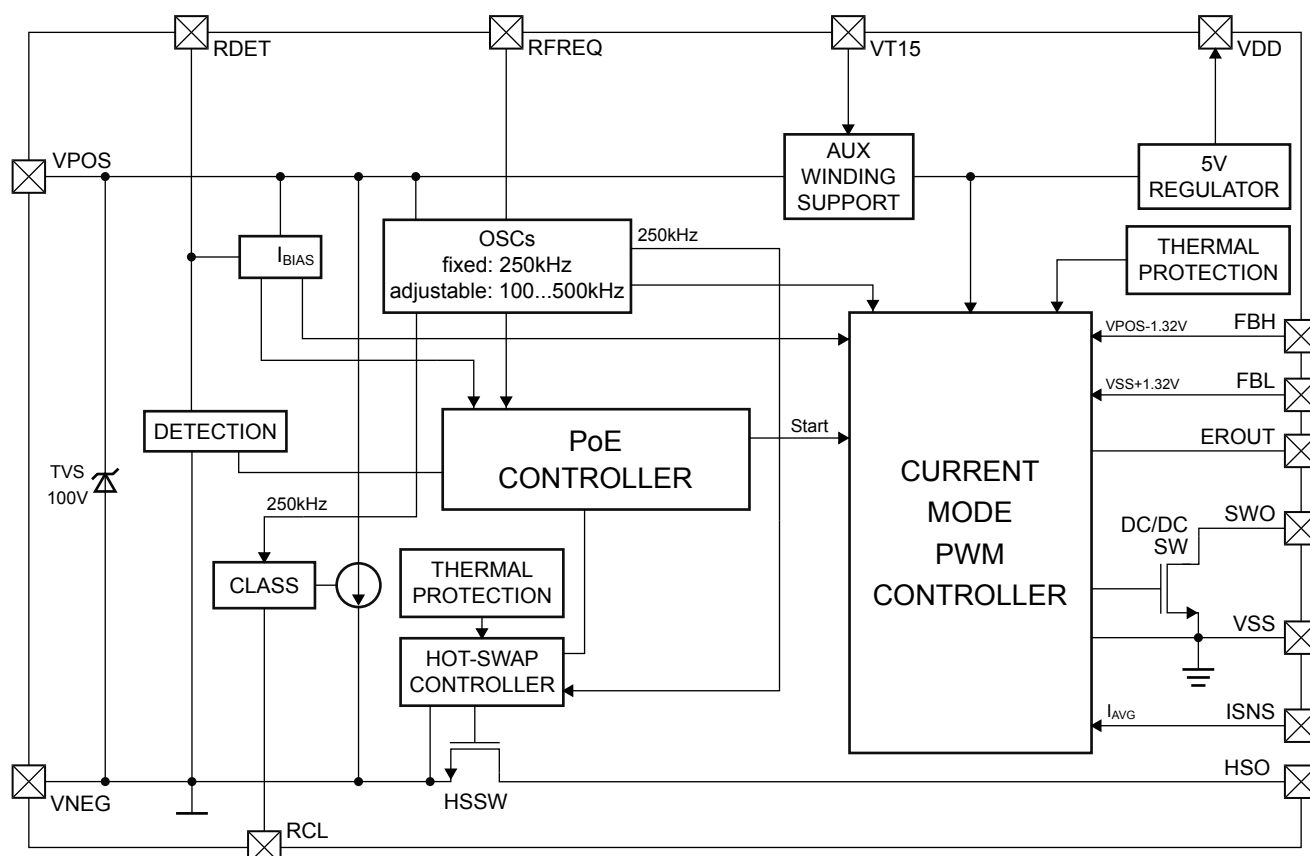 RDET
RFREQ
VT15
VDD
VPOS
AUX
WINDING
SUPPORT
5V
REGULATOR
OSCs
fixed: 250kHz
adjustable: 100...500kHz
250kHz
THERMAL
PROTECTION
IBIAS
VPOS-1.32V
FBH
VSS+1.32V
FBL
DETECTION
PoE
CONTROLLER
Start
EROUT
CURRENT
MODE
PWM
CONTROLLER
TVS
100V
250kHz
DC/DC
SW
SWO
CLASS
THERMAL
PROTECTION
VSS
HOT-SWAP
CONTROLLER
IAVG
ISNS
HSO
VNEG
HSSW
RCL